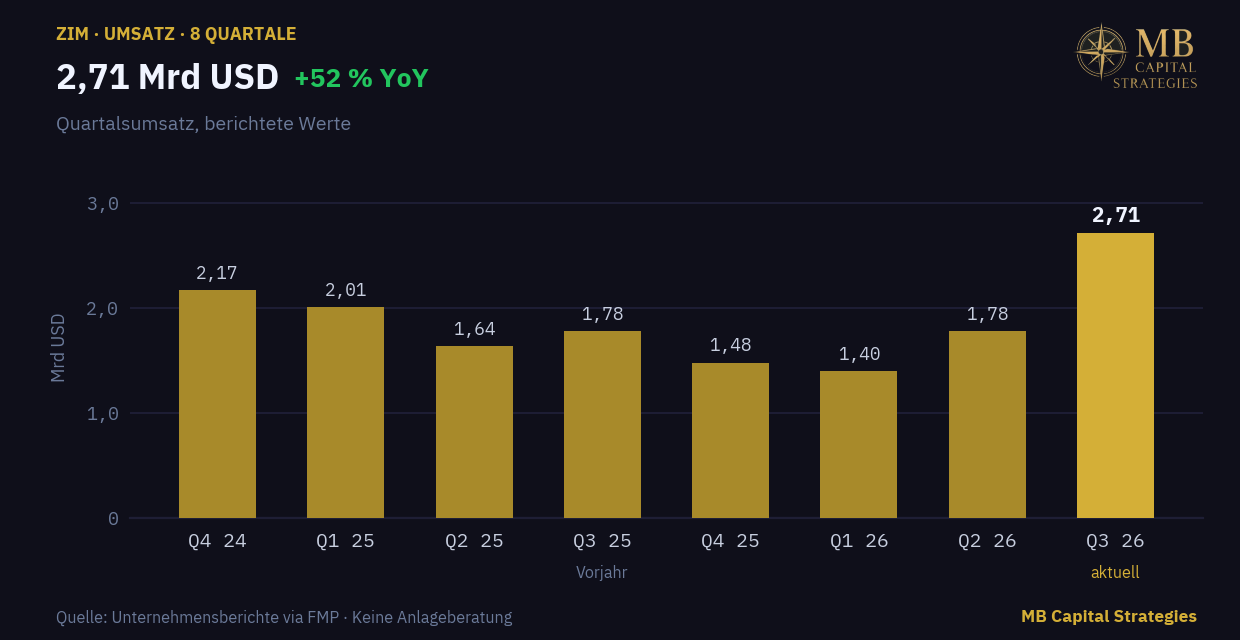 ZIM · UMSATZ · 8 QUARTALE
2,71 Mrd USD +52 % YoY
Quartalsumsatz, berichtete Werte
MB
CAPITAL
STRATEGIES
Mrd USD
3,0
2,0
1,0
0
2,17
2,01
1,64
1,78
1,48
1,40
1,78
2,71
Q4 24
Q1 25
Q2 25
Q3 25
Q4 25
Q1 26
Q2 26
Q3 26
Vorjahr
aktuell
Quelle: Unternehmensberichte via FMP · Keine Anlageberatung
MB Capital Strategies